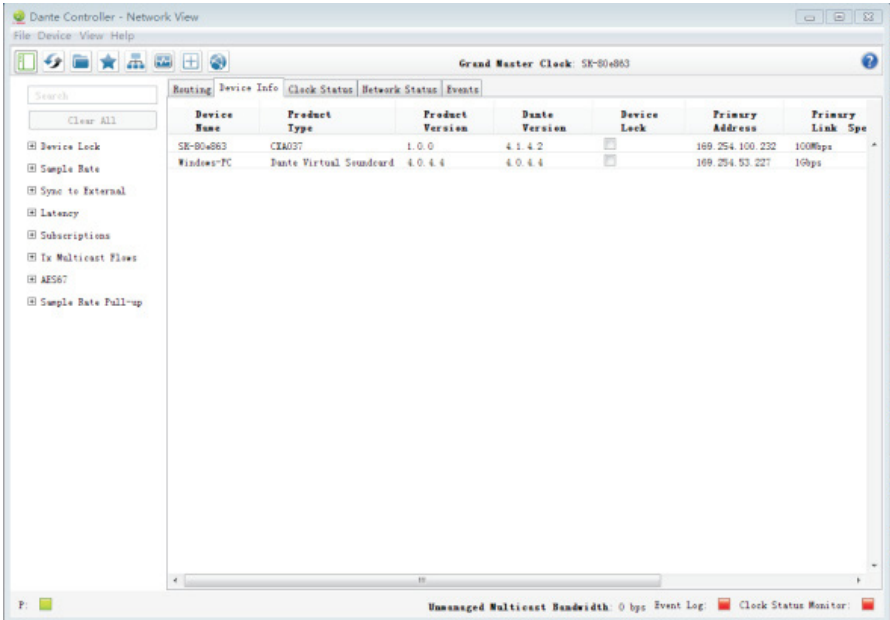 Dante Controller - Network View
File Device View Help
Grand Master Clock: SK-80e863
Search
Clear All
Device Lock
Sample Rate
Sync to External
Latency
Subscriptions
Tx Multicast Flows
AES67
Sample Rate Pull-up
Routing Device Info Clock Status Network Status Events
Device Name Product Type Product Version Dante Version Device Lock Primary Address Primary Link Spe
SK-80e863 CXA037 1.0.0 4.1.4.2 169.254.100.232 100Mbps
Windows-PC Dante Virtual Soundcard 4.0.4.4 4.0.4.4 169.254.53.227 1Gbps
P: Unmanaged Multicast Bandwidth: 0 bps Event Log: Clock Status Monitor: